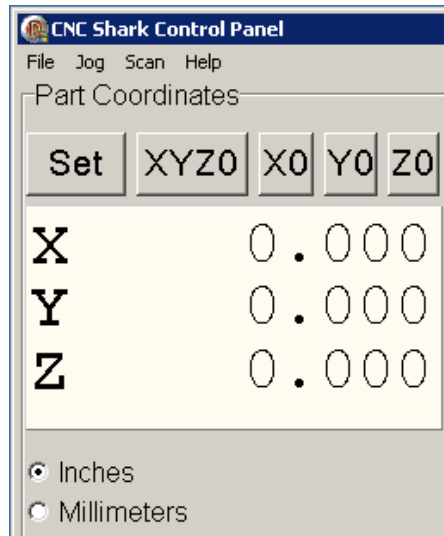 CNC Shark Control Panel
File Jog Scan Help
Part Coordinates
Set XYZ0 X0 Y0 Z0
X 0.000
Y 0.000
Z 0.000
Inches
Millimeters